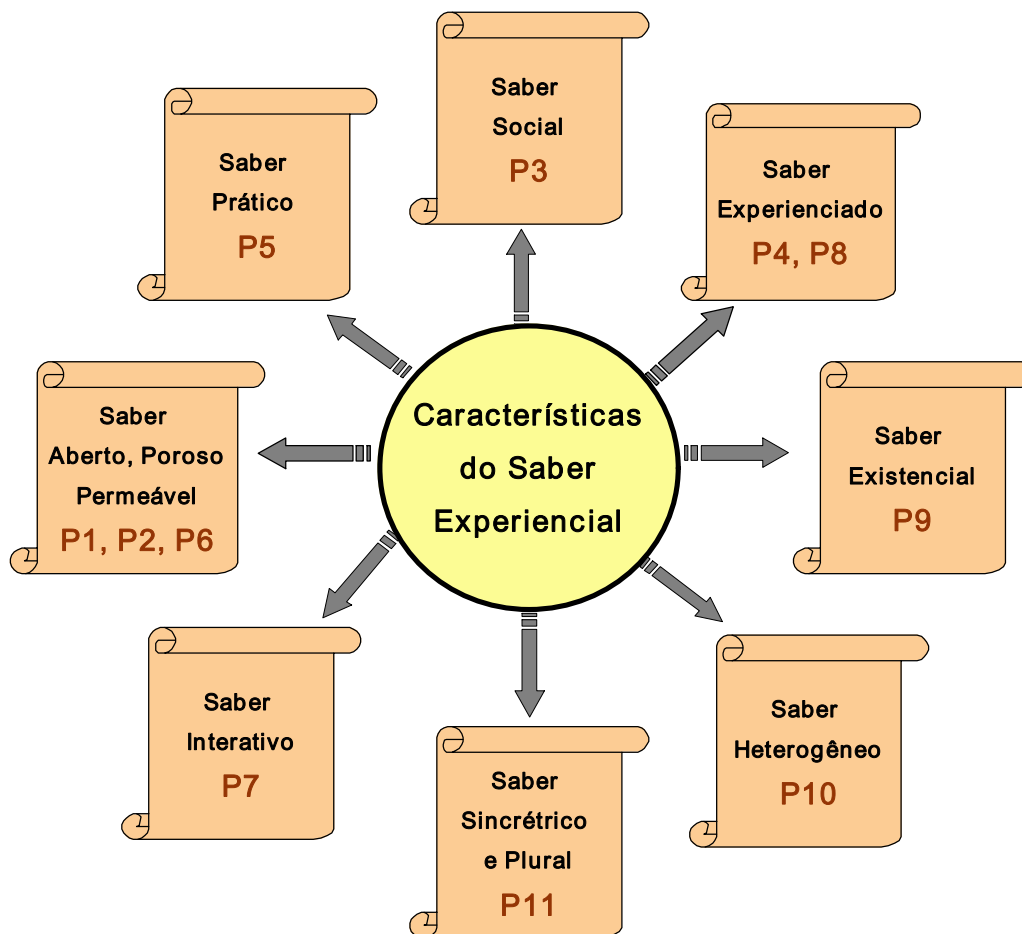 Saber
Social
P3
Saber
Prático
P5
Saber
Experienciado
P4, P8
Característísticas
do Saber
Experiencial
Saber
Aberto, Poroso
Permeável
P1, P2, P6
Saber
Existencial
P9
Saber
Interativo
P7
Saber
Heterogêneo
P10
Saber
Sincrétrico
e Plural
P11